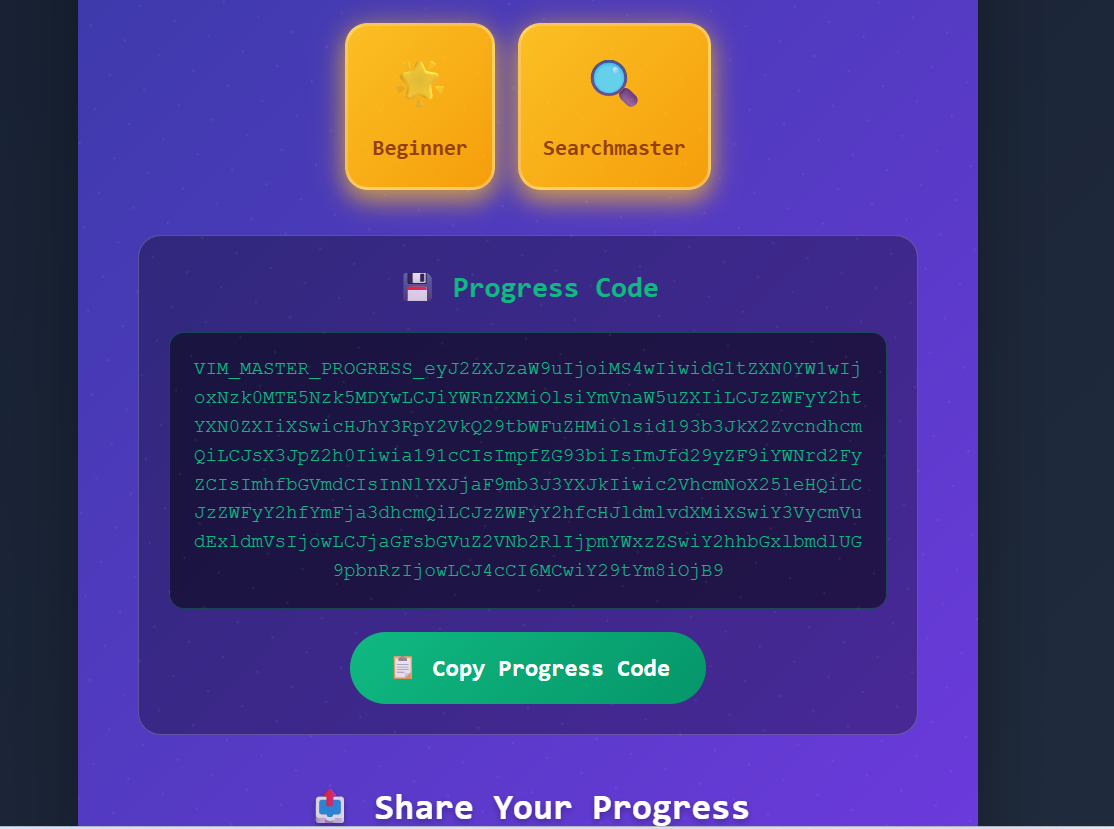 Beginner
Searchmaster
Progress Code
VIM_MASTER_PROGRESS_eyJ2ZXJzaW9uIjoiMS4wIiwidGltZXN0YW1wIj
oxNzk0MTE5Nzk5MDYwLCJiYWRnZXMiOlsiYmVnaW5uZXIiLCJzZWFyY2ht
YXN0ZXIiXSwicHJhY3RpY2VkQ29tbWFuZHMiOlsid193b3JkX2Zvcndhcm
QiLCJsX3JpZ2h0Iiwia191cCIsImpfZG93biIsImJfd29yZF9iYWNrd2Fy
ZCIsImhfbGVmdCIsInNlYXJjaF9mb3J3YXJkIiwic2VhcmNoX25leHQiLC
JzZWFyY2hfYmFja3dhcmQiLCJzZWFyY2hfcHJldmlvdXMiXSwiY3VycmVu
dExldmVsIjowLCJjaGFsbGVuZ2VNb2RlIjpmYWxzZSwiY2hhbGxlbmdlUG
9pbnRzIjowLCJ4cCI6MCwiY29tYm8iOjB9
Copy Progress Code
Share Your Progress